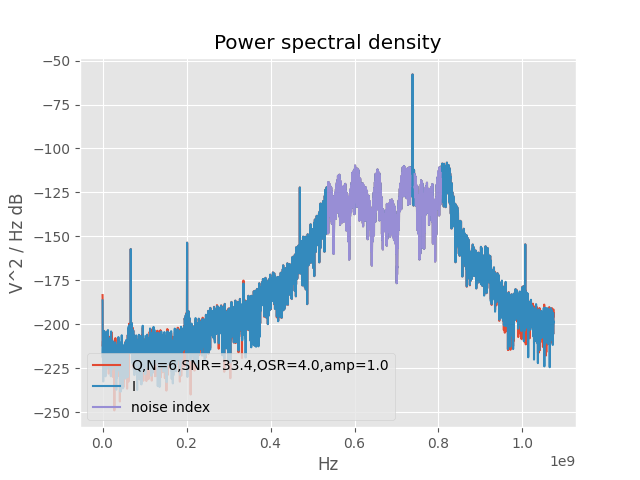 Power spectral density
V^2 / Hz dB
−50
−75
−100
−125
−150
−175
−200
−225
−250
Q,N=6,SNR=33.4,OSR=4.0,amp=1.0
I
noise index
0.0 0.2 0.4 0.6 0.8 1.0
1e9
Hz